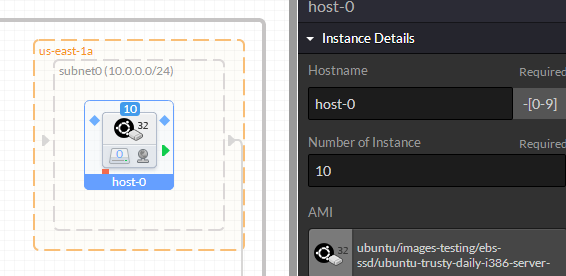 us-east-1a
subnet0 (10.0.0.0/24)
10
32
0
host-0
host-0
Instance Details
Hostname
Required
host-0
-[0-9]
Number of Instance
Required
10
AMI
32
ubuntu/images-testing/ebs-
ssd/ubuntu-trusty-daily-i386-server-